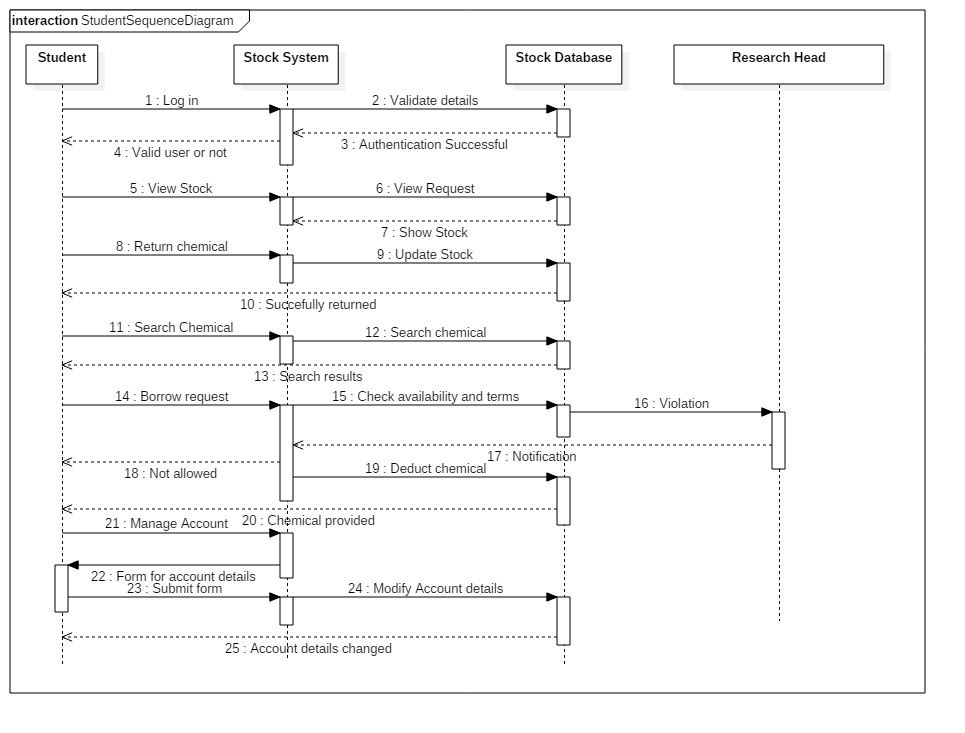 interaction StudentSequenceDiagram
Student
Stock System
Stock Database
Research Head
1 : Log in
2 : Validate details
3 : Authentication Successful
4 : Valid user or not
5 : View Stock
6 : View Request
7 : Show Stock
8 : Return chemical
9 : Update Stock
10 : Succefully returned
11 : Search Chemical
12 : Search chemical
13 : Search results
14 : Borrow request
15 : Check availability and terms
16 : Violation
17 : Notification
18 : Not allowed
19 : Deduct chemical
20 : Chemical provided
21 : Manage Account
22 : Form for account details
23 : Submit form
24 : Modify Account details
25 : Account details changed